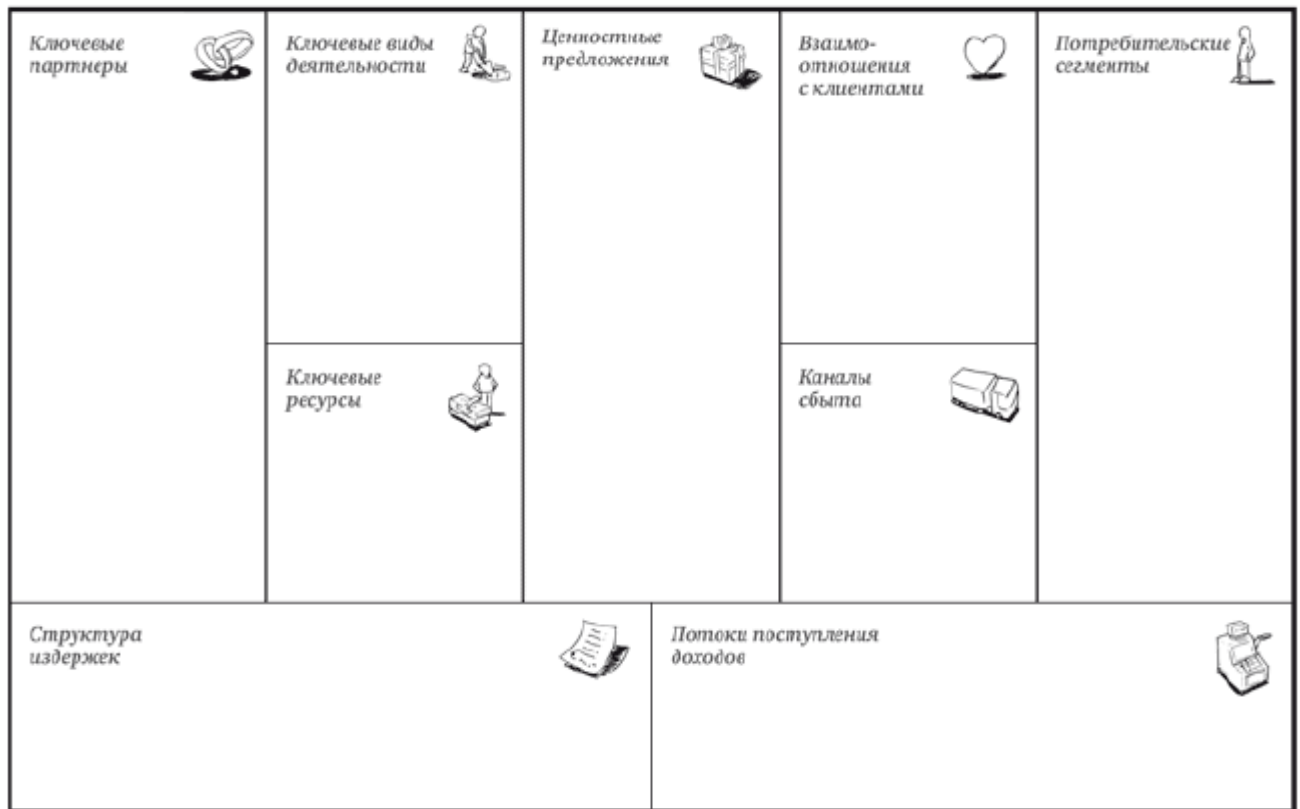 Ключевые
партнеры
Ключевые виды
деятельности
Ключевые
ресурсы
Ценностные
предложения
Взаимо-
отношения
с клиентами
Каналы
сбыта
Потребительские
сегменты
Структура
издержек
Потоки поступления
доходов